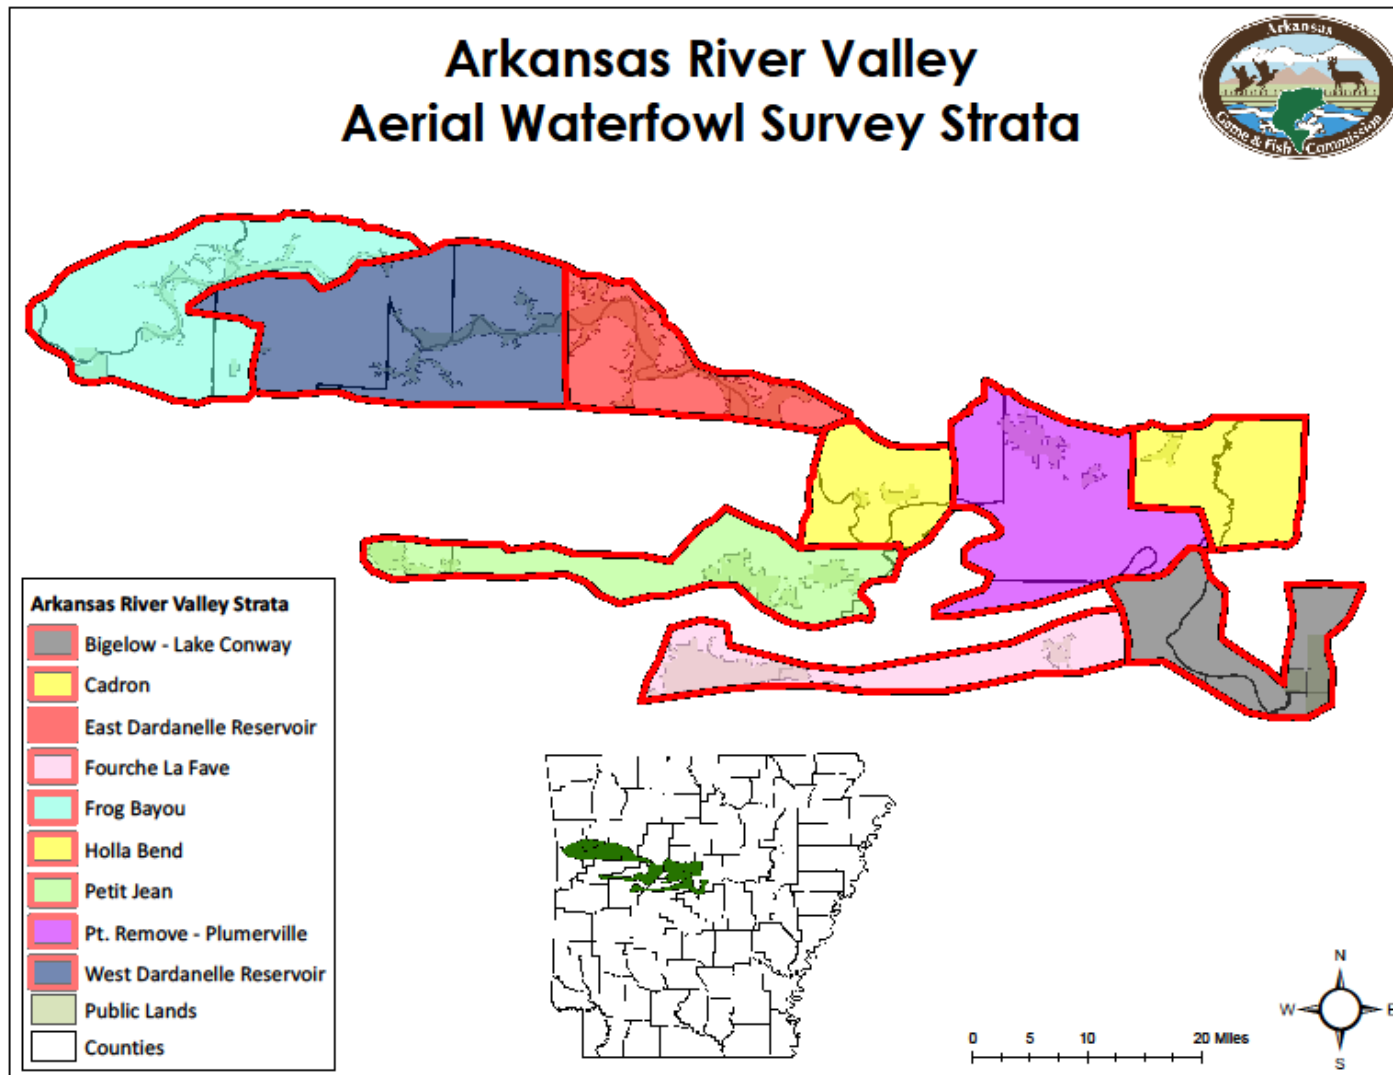 Arkansas River Valley
Aerial Waterfowl Survey Strata
Arkansas
Game & Fish Commission
Arkansas River Valley Strata
Bigelow - Lake Conway
Cadron
East Dardanelle Reservoir
Fourche La Fave
Frog Bayou
Holla Bend
Petit Jean
Pt. Remove - Plumerville
West Dardanelle Reservoir
Public Lands
Counties
0 5 10 20 Miles
N
W E
S